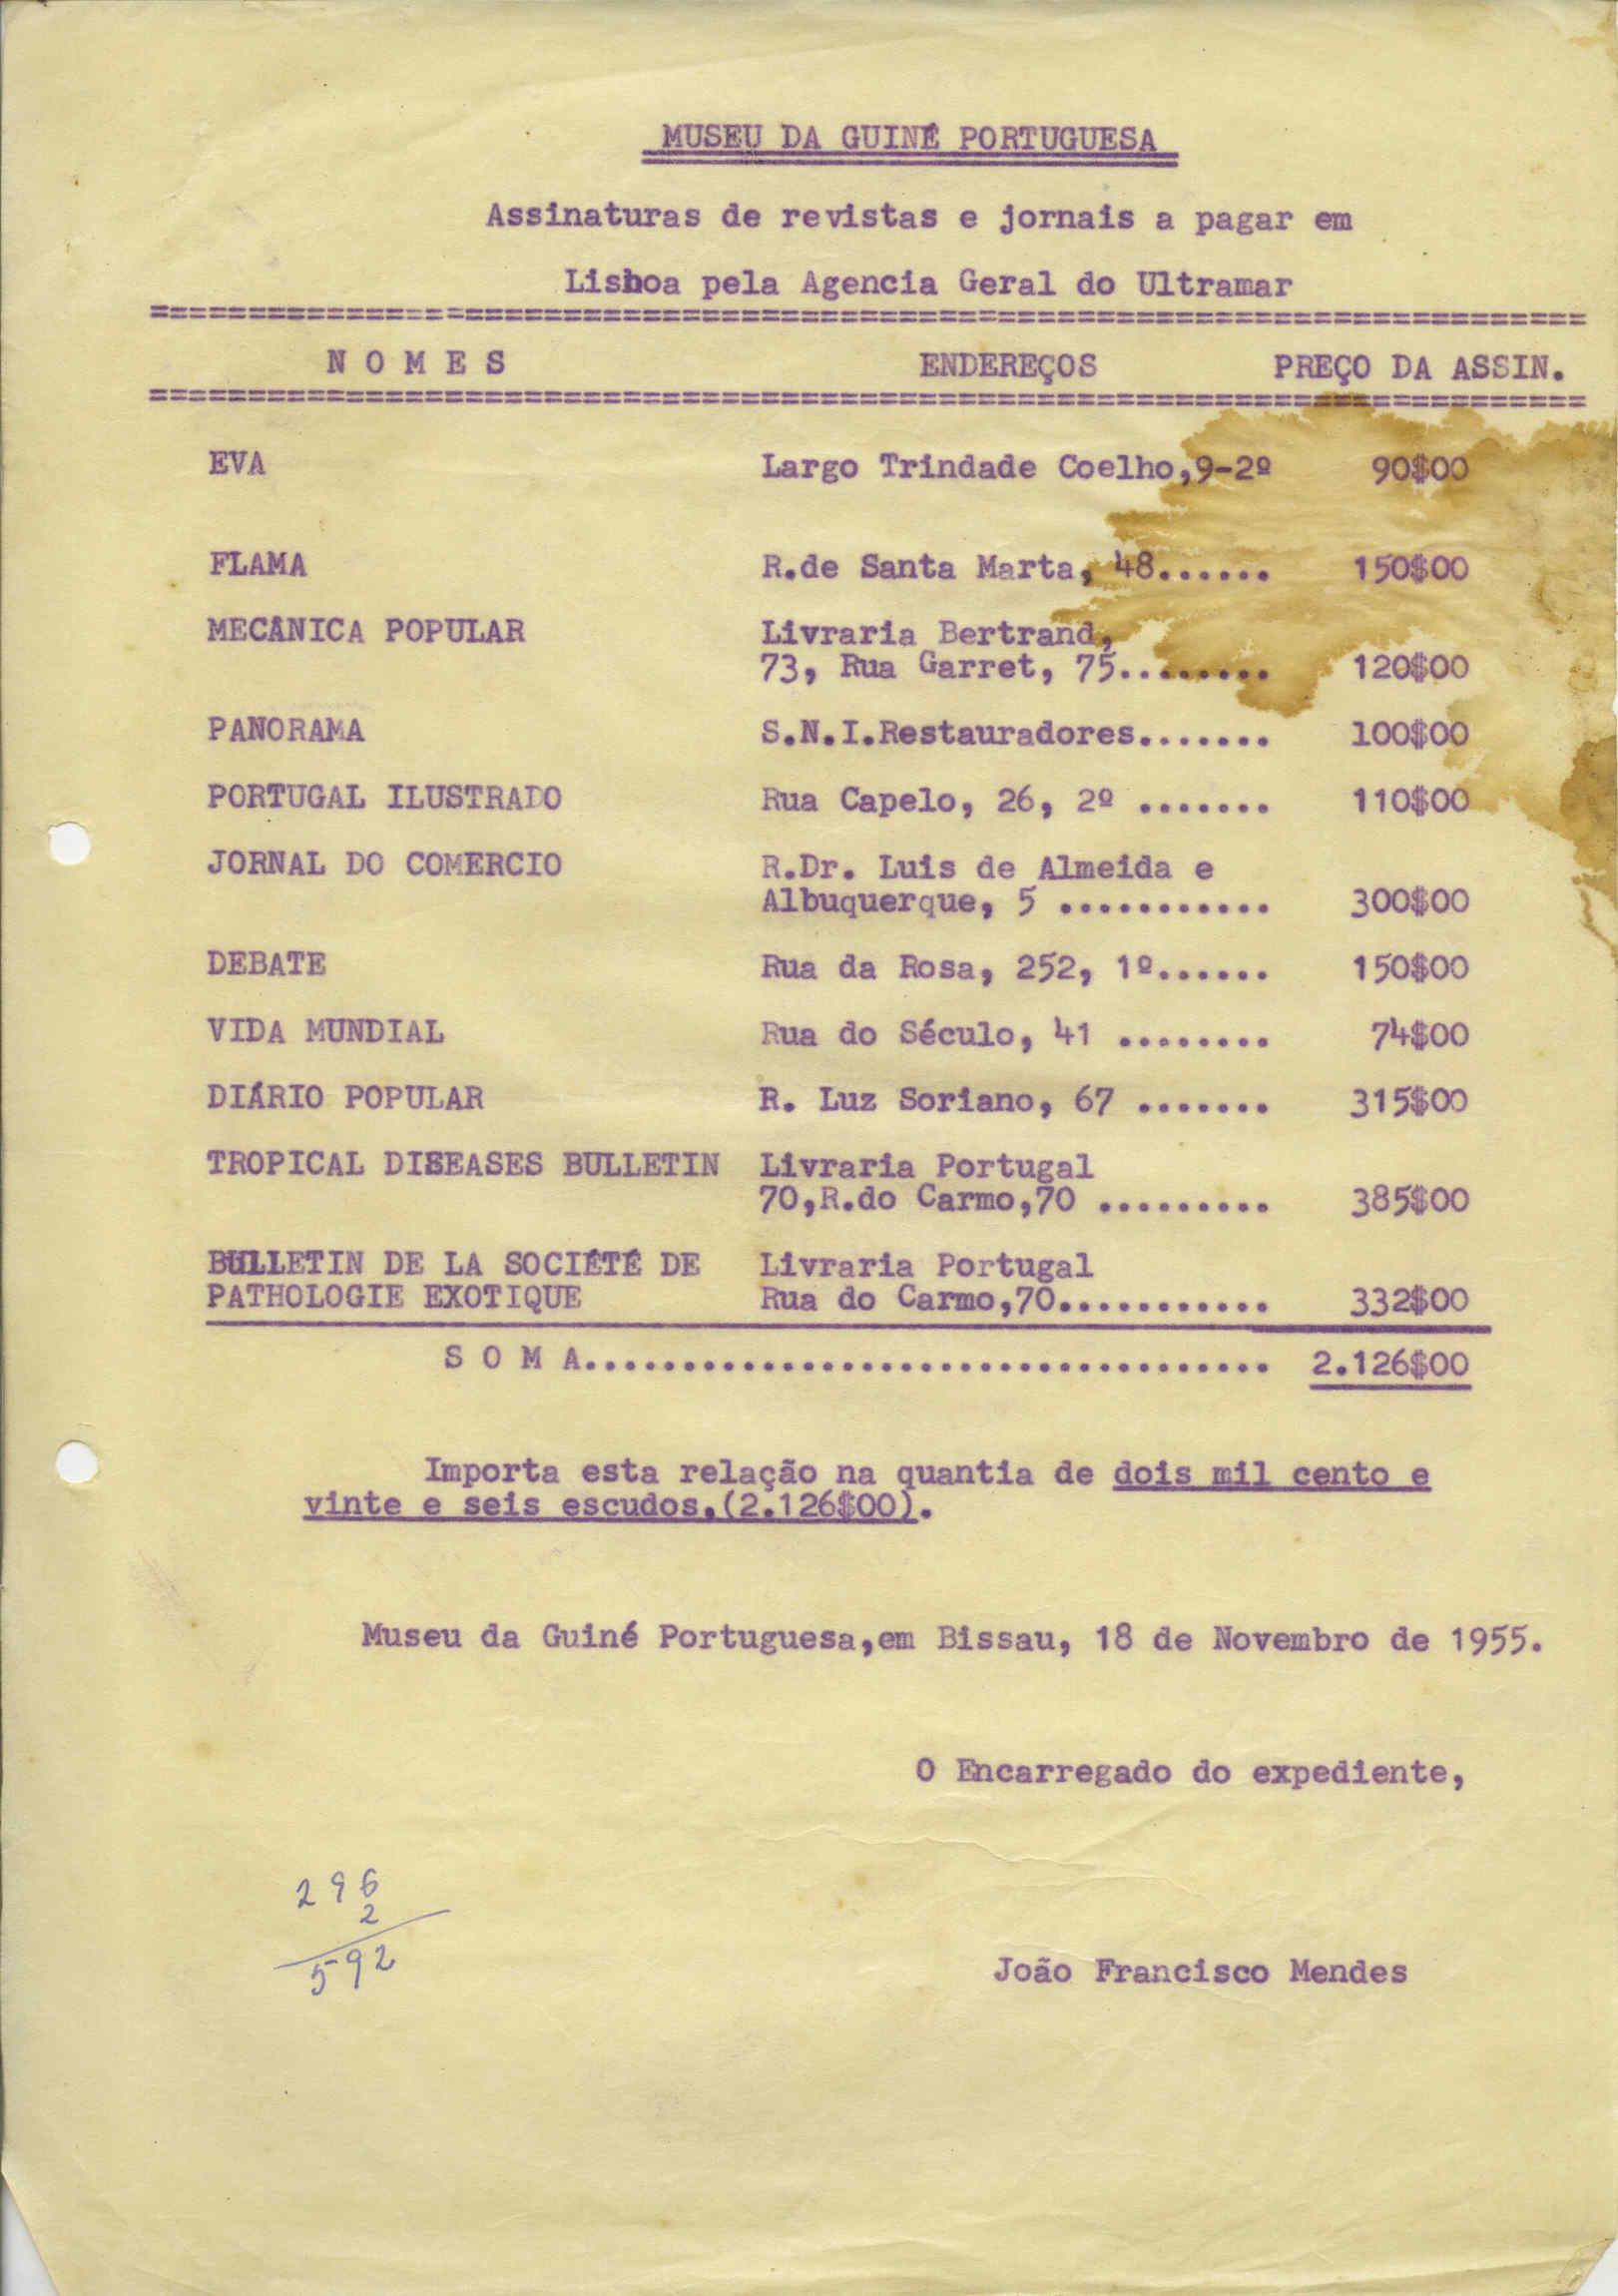 MUSEU DA GUINÉ PORTUGUESA
Assinaturas de revistas e jornais a pagar em
Lisboa pela Agencia Geral do Ultramar
N O M E S ENDEREÇOS PREÇO DA ASSIN.
EVA Largo Trindade Coelho,9-2º 90$00
FLAMA R.de Santa Marta, 48...... 150$00
MECÂNICA POPULAR Livraria Bertrand,
73, Rua Garret, 75........ 120$00
PANORAMA S.N.I.Restauradores....... 100$00
PORTUGAL ILUSTRADO Rua Capelo, 26, 2º ....... 110$00
JORNAL DO COMERCIO R.Dr. Luis de Almeida e
Albuquerque, 5 ........... 300$00
DEBATE Rua da Rosa, 252, 1º...... 150$00
VIDA MUNDIAL Rua do Século, 41 ........ 74$00
DIÁRIO POPULAR R. Luz Soriano, 67 ....... 315$00
TROPICAL DISEASES BULLETIN Livraria Portugal
70,R.do Carmo,70 ......... 385$00
BULLETIN DE LA SOCIÉTÉ DE Livraria Portugal
PATHOLOGIE EXOTIQUE Rua do Carmo,70........... 332$00
S O M A................................... 2.126$00
Importa esta relação na quantia de dois mil cento e
vinte e seis escudos.(2.126$00).
Museu da Guiné Portuguesa,em Bissau, 18 de Novembro de 1955.
O Encarregado do expediente,
296
2
592
João Francisco Mendes